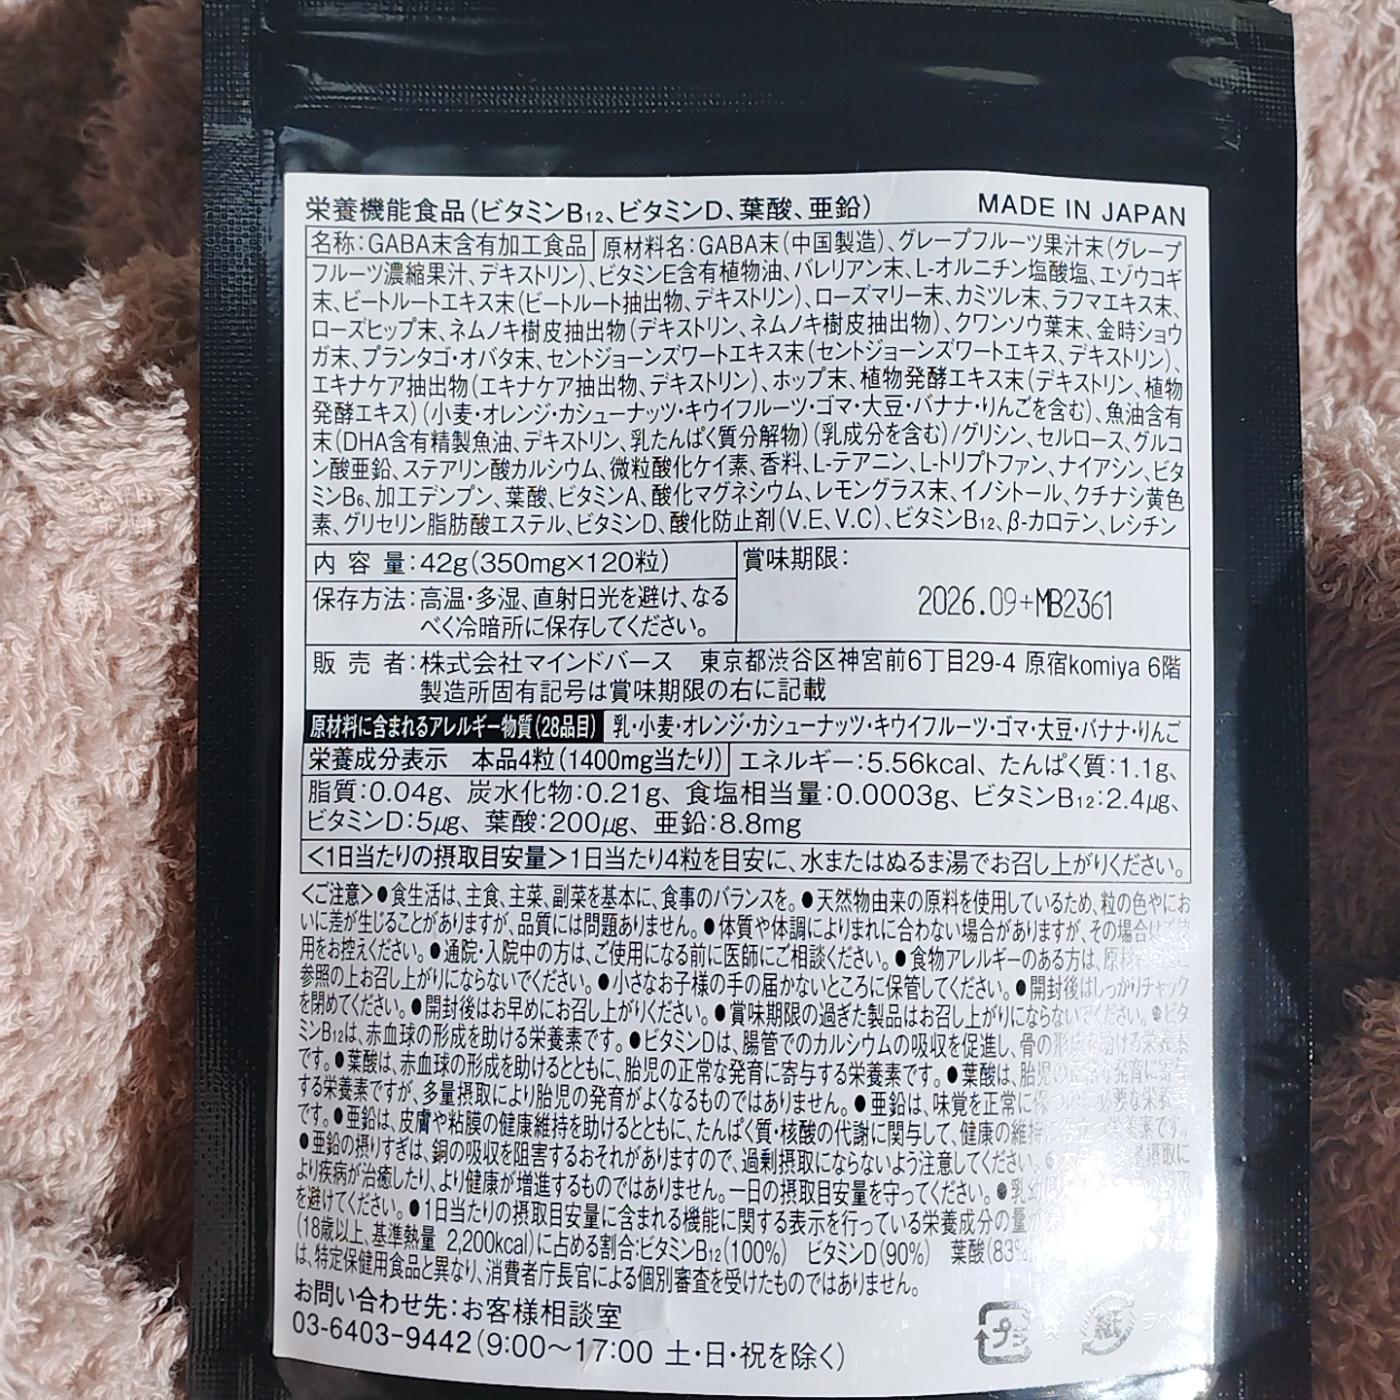 栄養機能食品(ビタミンB12、ビタミンD、葉酸、亜鉛) MADE IN JAPAN
名称:GABA末含有加工食品 原材料名:GABA末(中国製造)、グレープフルーツ果汁末(グレープ
フルーツ濃縮果汁、デキストリン)、ビタミンE含有植物油、バレリアン末、L-オルニチン塩酸塩、エゾウコギ
末、ビートルートエキス末(ビートルート抽出物、デキストリン)、ローズマリー末、カミツレ末、ラフマエキス末、
ローズヒップ末、ネムノキ樹皮抽出物(デキストリン、ネムノキ樹皮抽出物)、クワンソウ葉末、金時ショウ
ガ末、プランタゴ・オバタ末、セントジョーンズワートエキス末(セントジョーンズワートエキス、デキストリン)、
エキナケア抽出物(エキナケア抽出物、デキストリン)、ホップ末、植物発酵エキス末(デキストリン、植物
発酵エキス)(小麦・オレンジ・カシューナッツ・キウイフルーツ・ゴマ・大豆・バナナ・りんごを含む)、魚油含有
末(DHA含有精製魚油、デキストリン、乳たんぱく質分解物)(乳成分を含む)/グリシン、セルロース、グルコ
ン酸亜鉛、ステアリン酸カルシウム、微粒酸化ケイ素、香料、L-テアニン、L-トリプトファン、ナイアシン、ビタ
ミンB6、加工デンプン、葉酸、ビタミンA、酸化マグネシウム、レモングラス末、イノシトール、クチナシ黄色
素、グリセリン脂肪酸エステル、ビタミンD、酸化防止剤(V.E、V.C)、ビタミンB12、β-カロテン、レシチン
内容量:42g(350mg×120粒) 賞味期限:
2026.09+MB2361
保存方法:高温・多湿、直射日光を避け、なる
べく冷暗所に保存してください。
販売者:株式会社マインドバース 東京都渋谷区神宮前6丁目29-4 原宿komiya 6階
製造所固有記号は賞味期限の右に記載
原材料に含まれるアレルギー物質(28品目) 乳・小麦・オレンジ・カシューナッツ・キウイフルーツ・ゴマ・大豆・バナナ・りんご
栄養成分表示 本品4粒(1400mg当たり) エネルギー:5.56kcal、たんぱく質:1.1g、
脂質:0.04g、炭水化物:0.21g、食塩相当量:0.0003g、ビタミンB12:2.4μg、
ビタミンD:5μg、葉酸:200μg、亜鉛:8.8mg
<1日当たりの摂取目安量>1日当たり4粒を目安に、水またはぬるま湯でお召し上がりください。
<ご注意>●食生活は、主食、主菜、副菜を基本に、食事のバランスを。●天然物由来の原料を使用しているため、粒の色やにお
いに差が生じることがありますが、品質には問題ありません。●体質や体調によりまれに合わない場合がありますが、その場合はご使
用をお控えください。●通院・入院中の方は、ご使用になる前に医師にご相談ください。●食物アレルギーのある方は、原材
参照の上お召し上がりにならないでください。●小さなお子様の手の届かないところに保管してください。●開封後はしっかりチャック
を閉めてください。●開封後はお早めにお召し上がりください。●賞味期限の過ぎた製品はお召し上がりにならないでください。●ビタ
ミンB12は、赤血球の形成を助ける栄養素です。●ビタミンDは、腸管でのカルシウムの吸収を促進し、骨の形成を助ける栄養素
です。●葉酸は、赤血球の形成を助けるとともに、胎児の正常な発育に寄与する栄養素です。●葉酸は、胎児の正常な発育に寄与
する栄養素ですが、多量摂取により胎児の発育がよくなるものではありません。●亜鉛は、味覚を正常に保つのに必要な栄養素
です。●亜鉛は、皮膚や粘膜の健康維持を助けるとともに、たんぱく質・核酸の代謝に関与して、健康の維持に役立つ栄養素です。
●亜鉛の摂りすぎは、銅の吸収を阻害するおそれがありますので、過剰摂取にならないよう注意してください。●摂取に
より疾病が治癒したり、より健康が増進するものではありません。一日の摂取目安量を守ってください。●乳幼
を避けてください。●1日当たりの摂取目安量に含まれる機能に関する表示を行っている栄養成分の量が
(18歳以上、基準熱量 2,200kcal)に占める割合:ビタミンB12(100%) ビタミンD(90%) 葉酸(83%
は、特定保健用食品と異なり、消費者庁長官による個別審査を受けたものではありません。
お問い合わせ先:お客様相談室
03-6403-9442(9:00〜17:00 土・日・祝を除く)
プラ 袋 紙 ラベ